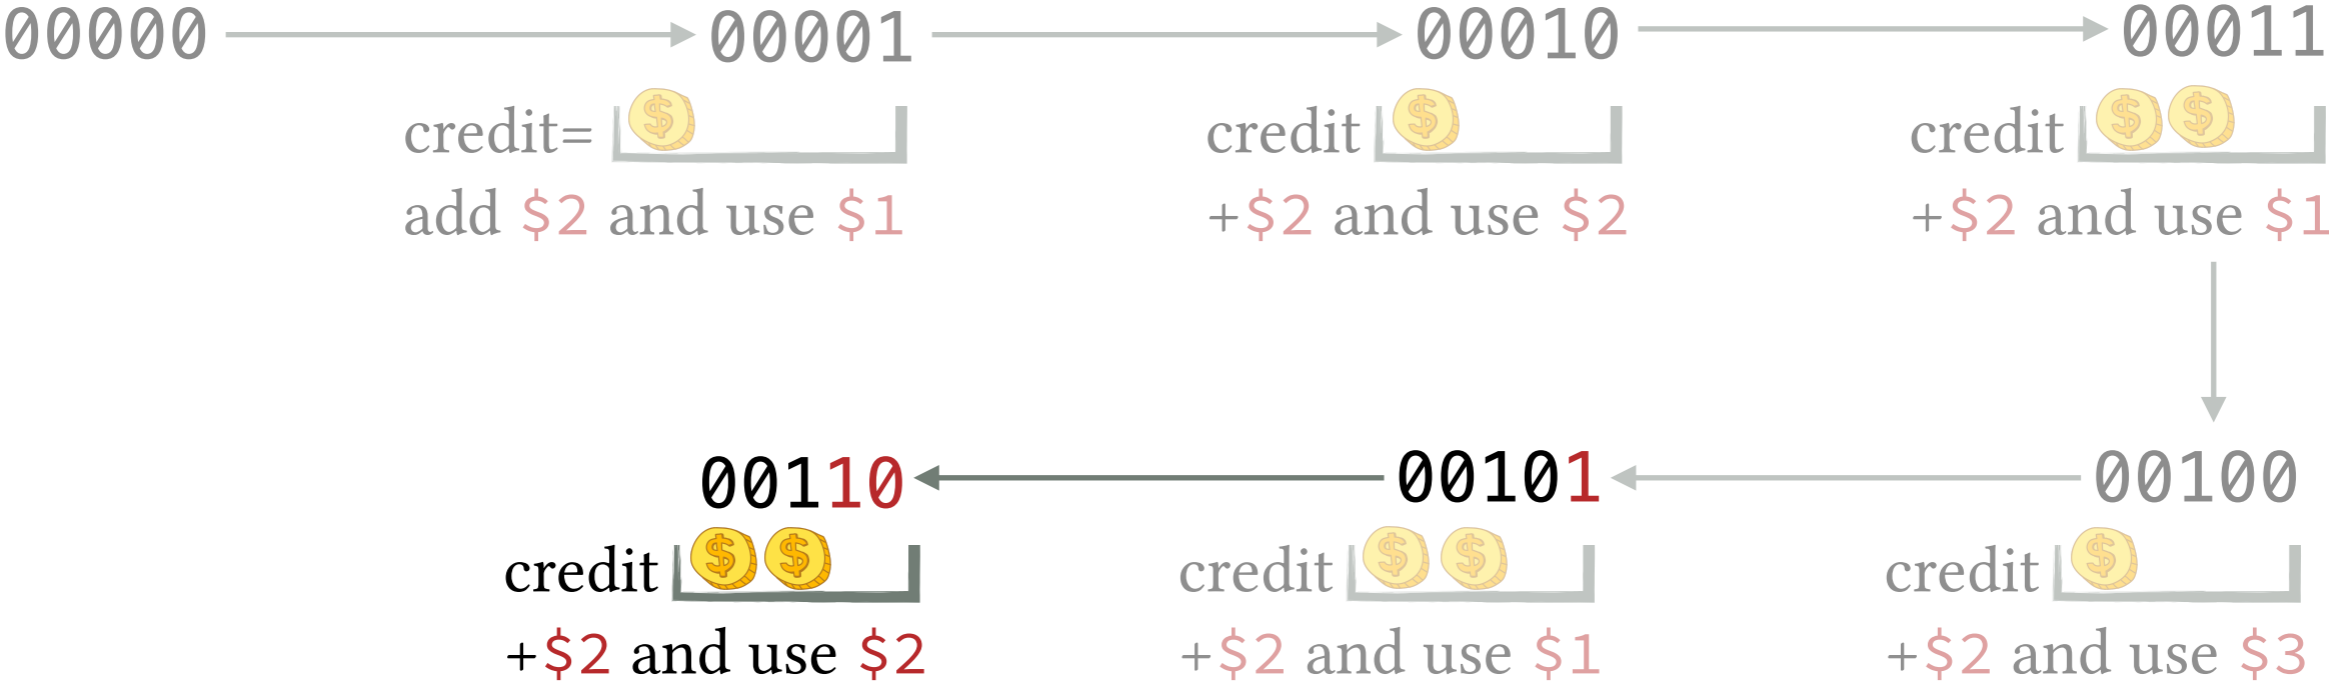 00000 00001 00010 00011
credit= $ credit $ credit $ $
add $2 and use $1 +$2 and use $2 +$2 and use $1
00110 00101 00100
credit $ $ credit $ $ credit $
+$2 and use $2 +$2 and use $1 +$2 and use $3